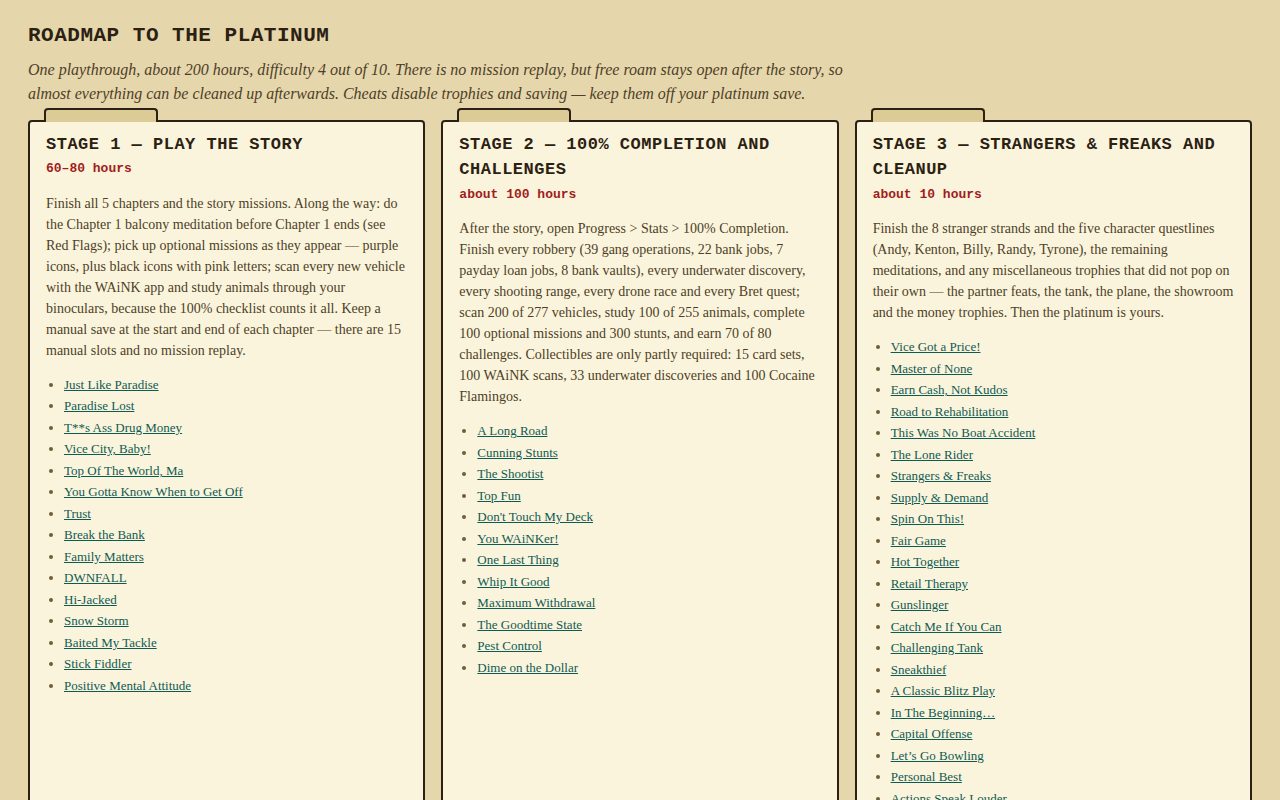 ROADMAP TO THE PLATINUM
One playthrough, about 200 hours, difficulty 4 out of 10. There is no mission replay, but free roam stays open after the story, so
almost everything can be cleaned up afterwards. Cheats disable trophies and saving — keep them off your platinum save.
STAGE 1 — PLAY THE STORY
60–80 hours
Finish all 5 chapters and the story missions. Along the way: do
the Chapter 1 balcony meditation before Chapter 1 ends (see
Red Flags); pick up optional missions as they appear — purple
icons, plus black icons with pink letters; scan every new vehicle
with the WAiNK app and study animals through your
binoculars, because the 100% checklist counts it all. Keep a
manual save at the start and end of each chapter — there are 15
manual slots and no mission replay.
Just Like Paradise
Paradise Lost
T**s Ass Drug Money
Vice City, Baby!
Top Of The World, Ma
You Gotta Know When to Get Off
Trust
Break the Bank
Family Matters
DWNFALL
Hi-Jacked
Snow Storm
Baited My Tackle
Stick Fiddler
Positive Mental Attitude
STAGE 2 — 100% COMPLETION AND
CHALLENGES
about 100 hours
After the story, open Progress > Stats > 100% Completion.
Finish every robbery (39 gang operations, 22 bank jobs, 7
payday loan jobs, 8 bank vaults), every underwater discovery,
every shooting range, every drone race and every Bret quest;
scan 200 of 277 vehicles, study 100 of 255 animals, complete
100 optional missions and 300 stunts, and earn 70 of 80
challenges. Collectibles are only partly required: 15 card sets,
100 WAiNK scans, 33 underwater discoveries and 100 Cocaine
Flamingos.
A Long Road
Cunning Stunts
The Shootist
Top Fun
Don't Touch My Deck
You WAiNKer!
One Last Thing
Whip It Good
Maximum Withdrawal
The Goodtime State
Pest Control
Dime on the Dollar
STAGE 3 — STRANGERS & FREAKS AND
CLEANUP
about 10 hours
Finish the 8 stranger strands and the five character questlines
(Andy, Kenton, Billy, Randy, Tyrone), the remaining
meditations, and any miscellaneous trophies that did not pop on
their own — the partner feats, the tank, the plane, the showroom
and the money trophies. Then the platinum is yours.
Vice Got a Price!
Master of None
Earn Cash, Not Kudos
Road to Rehabilitation
This Was No Boat Accident
The Lone Rider
Strangers & Freaks
Supply & Demand
Spin On This!
Fair Game
Hot Together
Retail Therapy
Gunslinger
Catch Me If You Can
Challenging Tank
Sneakthief
A Classic Blitz Play
In The Beginning…
Capital Offense
Let’s Go Bowling
Personal Best
Actions Speak Louder